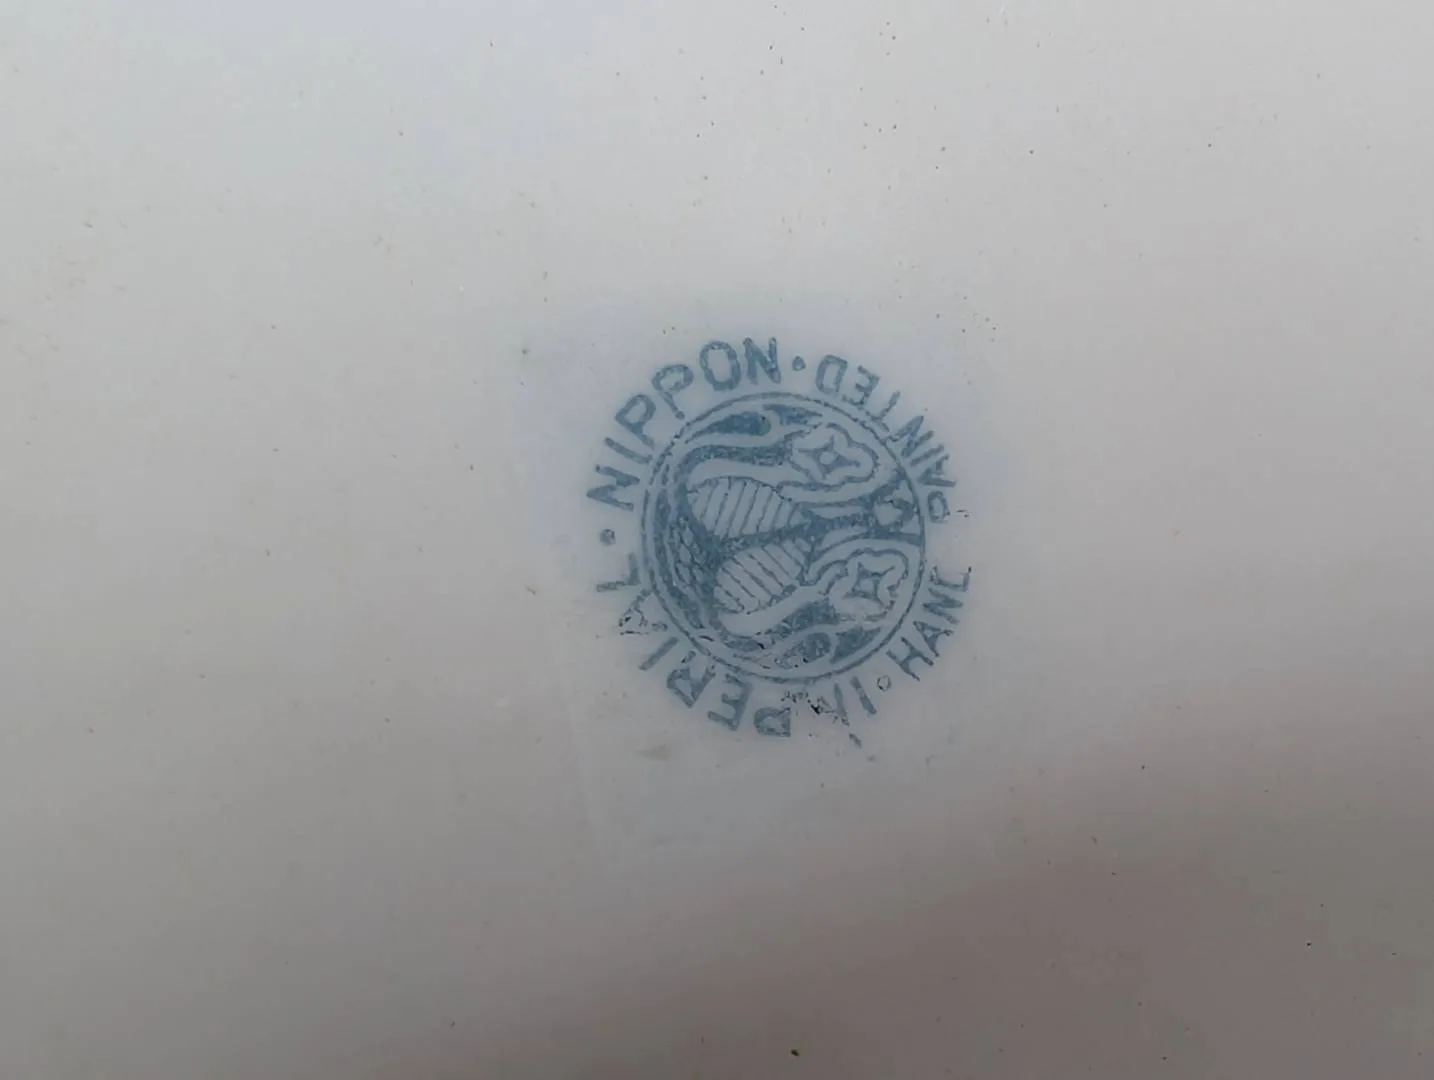 IMPERIAL · NIPPON ·
HAND PAINTED ·